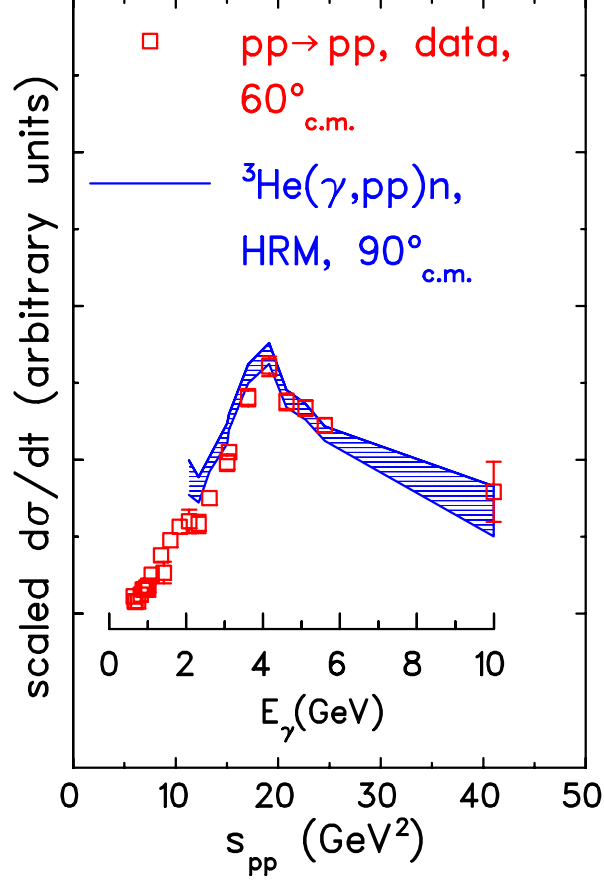 pp→pp, data,
60°c.m.
³He(γ,pp)n,
HRM, 90°c.m.
scaled dσ/dt (arbitrary units)
0 2 4 6 8 10
Eγ(GeV)
0 10 20 30 40 50
spp (GeV²)